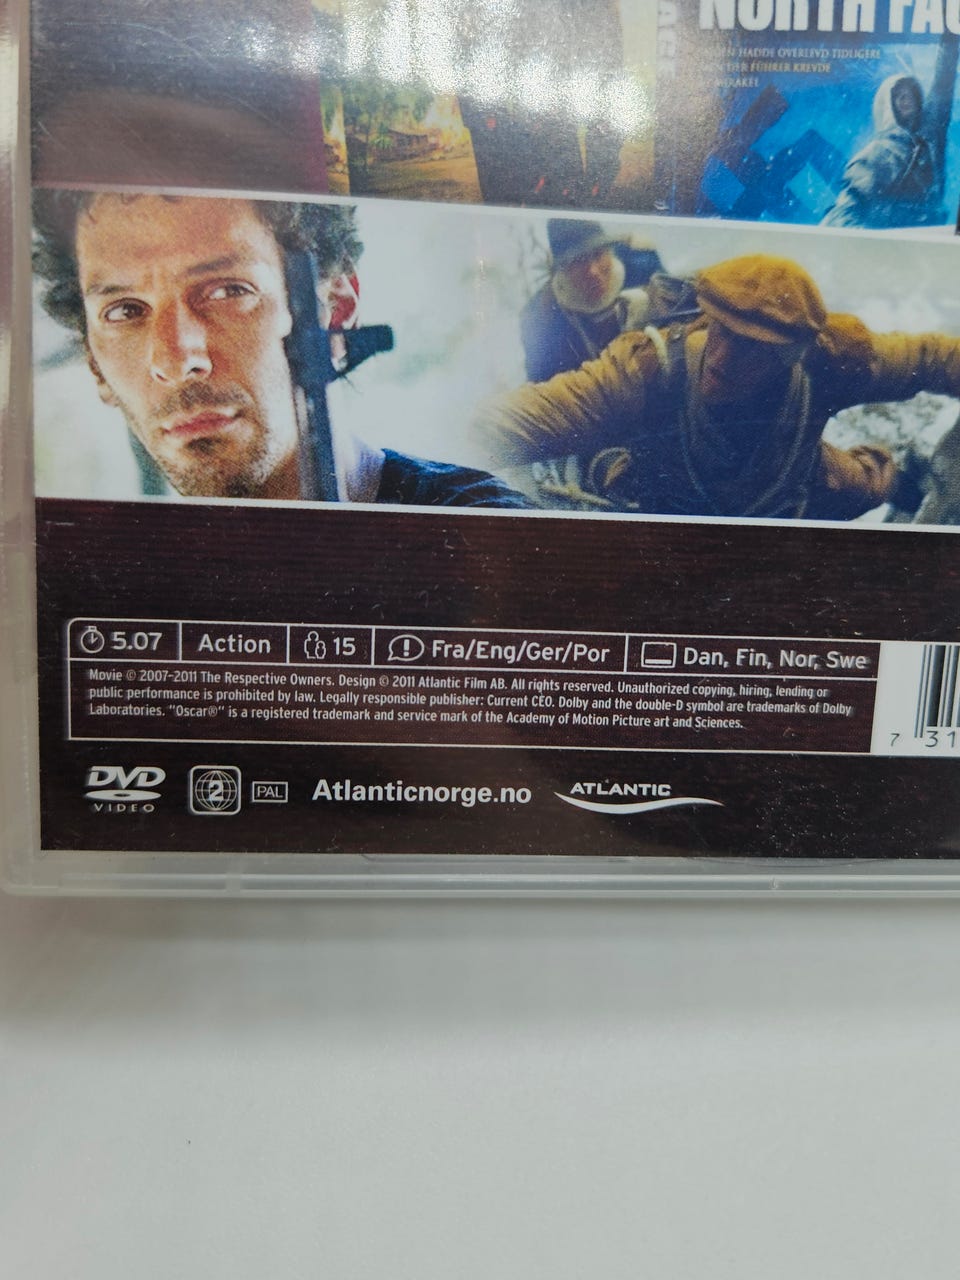 NORTH FAC
HADDE OVERLEVD TIDLIGERE
DER FÜHRER KREVDE
MIRAKEL
5.07 Action 15 Fra/Eng/Ger/Por Dan, Fin, Nor, Swe
Movie © 2007-2011 The Respective Owners. Design © 2011 Atlantic Film AB. All rights reserved. Unauthorized copying, hiring, lending or
public performance is prohibited by law. Legally responsible publisher: Current CEO. Dolby and the double-D symbol are trademarks of Dolby
Laboratories. "Oscar®" is a registered trademark and service mark of the Academy of Motion Picture art and Sciences.
7 31
DVD
VIDEO
2
PAL
Atlanticnorge.no
ATLANTIC